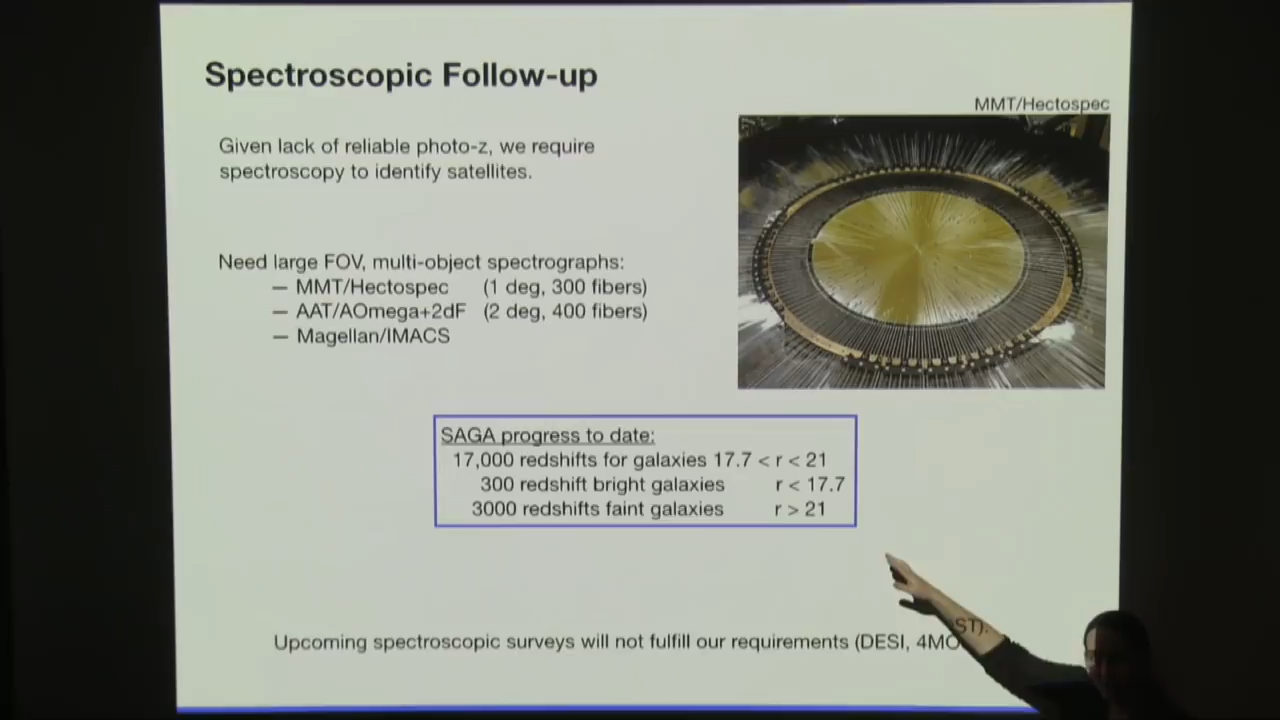 Spectroscopic Follow-up
MMT/Hectospec
Given lack of reliable photo-z, we require
spectroscopy to identify satellites.
Need large FOV, multi-object spectrographs:
— MMT/Hectospec (1 deg, 300 fibers)
— AAT/AOmega+2dF (2 deg, 400 fibers)
— Magellan/IMACS
SAGA progress to date:
17,000 redshifts for galaxies 17.7 < r < 21
300 redshift bright galaxies r < 17.7
3000 redshifts faint galaxies r > 21
Upcoming spectroscopic surveys will not fulfill our requirements (DESI, 4MOST).